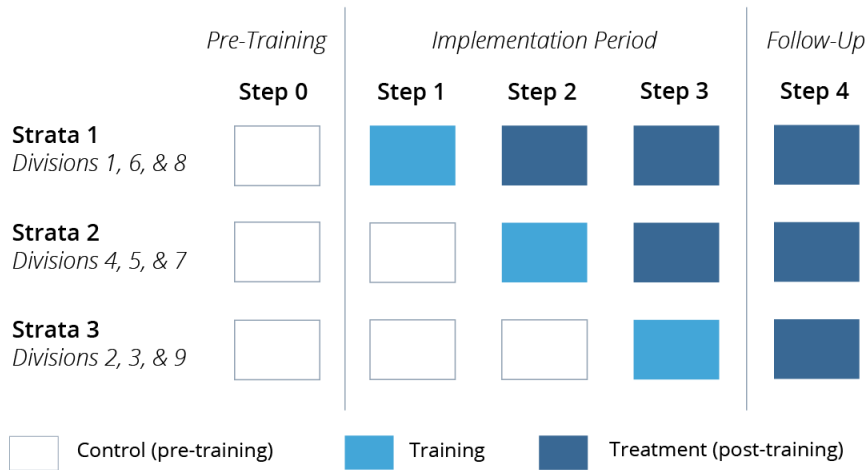 Pre-Training Implementation Period Follow-Up
Step 0 Step 1 Step 2 Step 3 Step 4
Strata 1
Divisions 1, 6, & 8
Strata 2
Divisions 4, 5, & 7
Strata 3
Divisions 2, 3, & 9
Control (pre-training) Training Treatment (post-training)